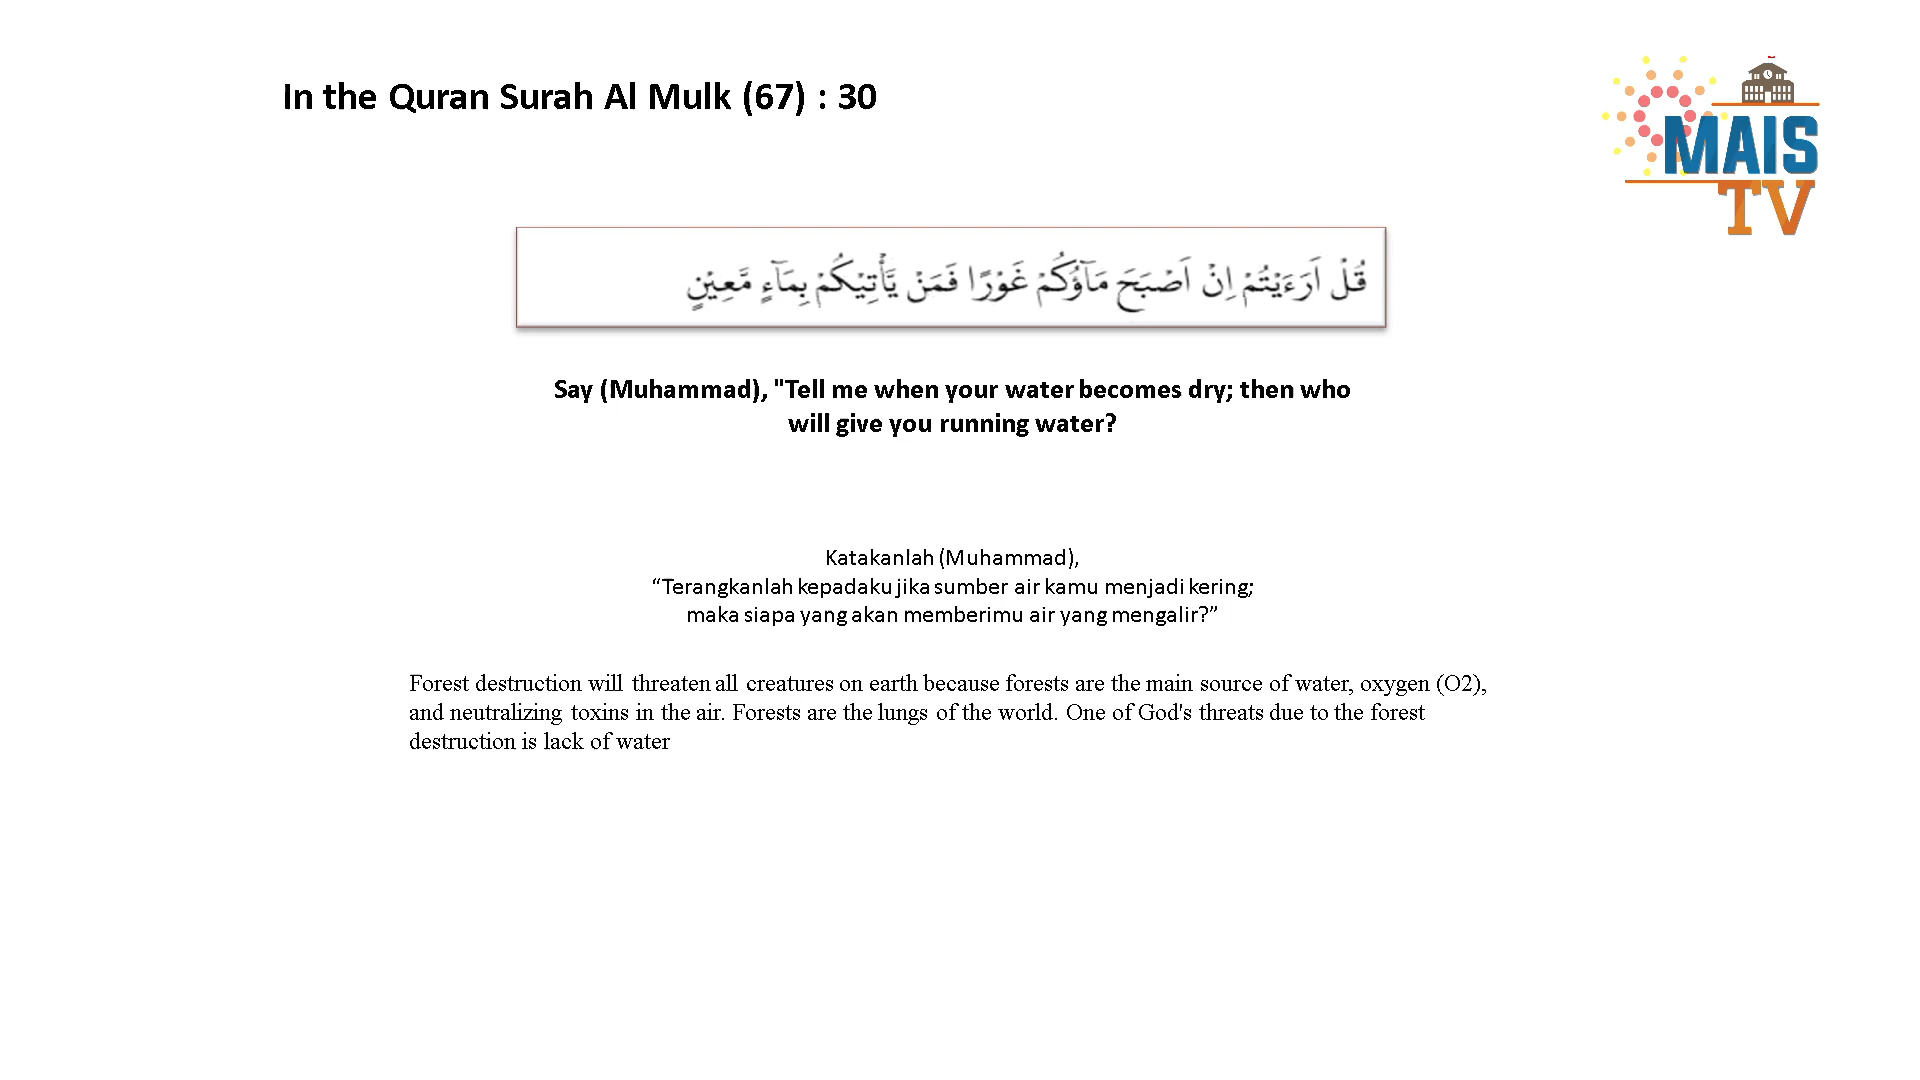 In the Quran Surah Al Mulk (67) : 30
MAIS
TV
قُلْ اَرَءَيْتُمْ اِنْ اَصْبَحَ مَاۤؤُكُمْ غَوْرًا فَمَنْ يَّأْتِيْكُمْ بِمَاۤءٍ مَّعِيْنٍ
Say (Muhammad), "Tell me when your water becomes dry; then who
will give you running water?
Katakanlah (Muhammad),
“Terangkanlah kepadaku jika sumber air kamu menjadi kering;
maka siapa yang akan memberimu air yang mengalir?”
Forest destruction will threaten all creatures on earth because forests are the main source of water, oxygen (O2),
and neutralizing toxins in the air. Forests are the lungs of the world. One of God's threats due to the forest
destruction is lack of water